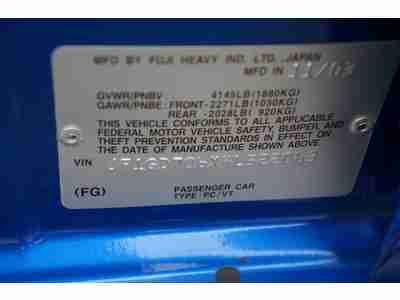 MFD BY FUJI HEAVY IND. LTD., JAPAN
MFD IN 11/03
GVWR/PNBV : 4145LB(1880KG)
GAWR/PNBE: FRONT-2271LB(1030KG)
REAR -2028LB( 920KG)
THIS VEHICLE CONFORMS TO ALL APPLICABLE
FEDERAL MOTOR VEHICLE SAFETY, BUMPER, AND
THEFT PREVENTION STANDARDS IN EFFECT ON
THE DATE OF MANUFACTURE SHOWN ABOVE.
VIN
(FG)
PASSENGER CAR
TYPE:PC/VT